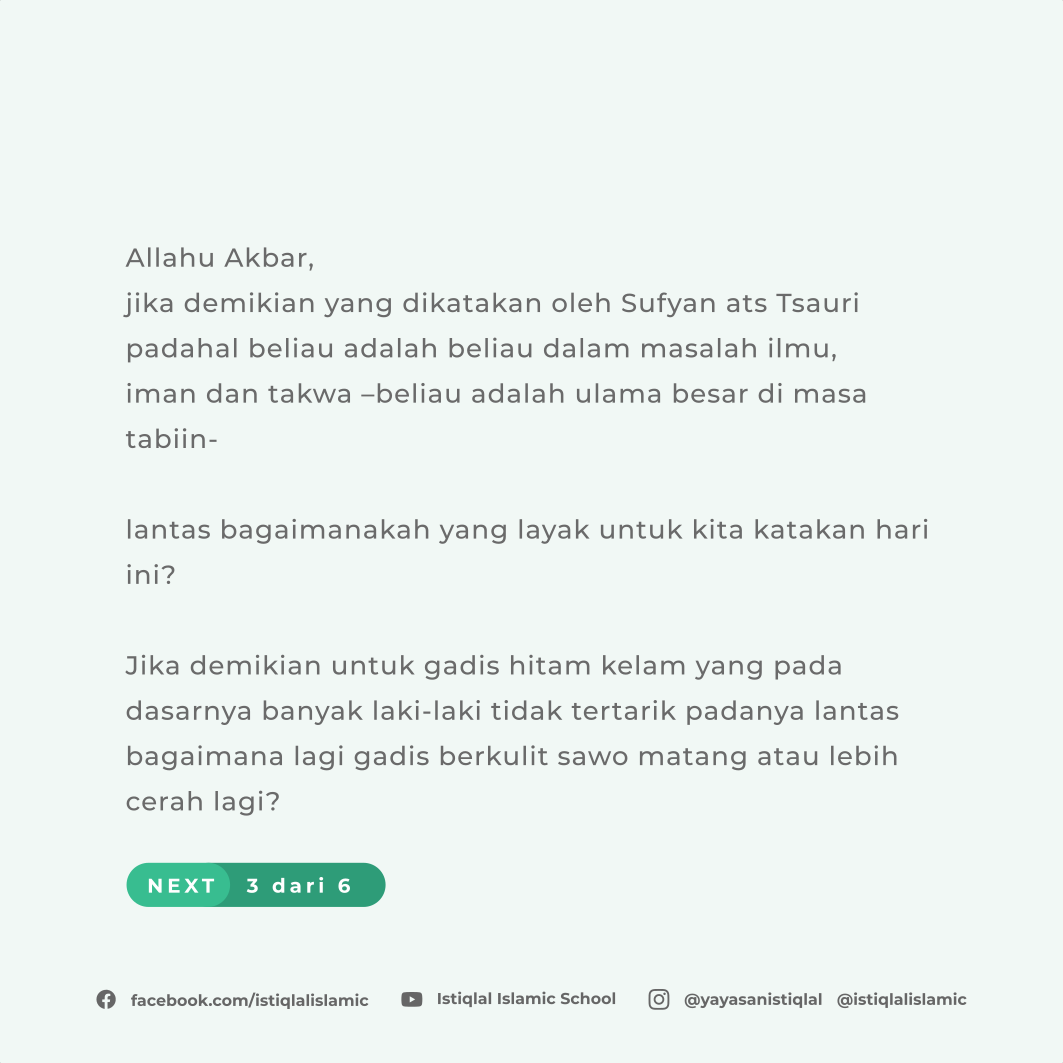 Allahu Akbar,
jika demikian yang dikatakan oleh Sufyan ats Tsauri
padahal beliau adalah beliau dalam masalah ilmu,
iman dan takwa –beliau adalah ulama besar di masa
tabiin-
lantas bagaimanakah yang layak untuk kita katakan hari
ini?
Jika demikian untuk gadis hitam kelam yang pada
dasarnya banyak laki-laki tidak tertarik padanya lantas
bagaimana lagi gadis berkulit sawo matang atau lebih
cerah lagi?
NEXT 3 dari 6
facebook.com/istiqlalislamic Istiqlal Islamic School @yayasanistiqlal @istiqlalislamic